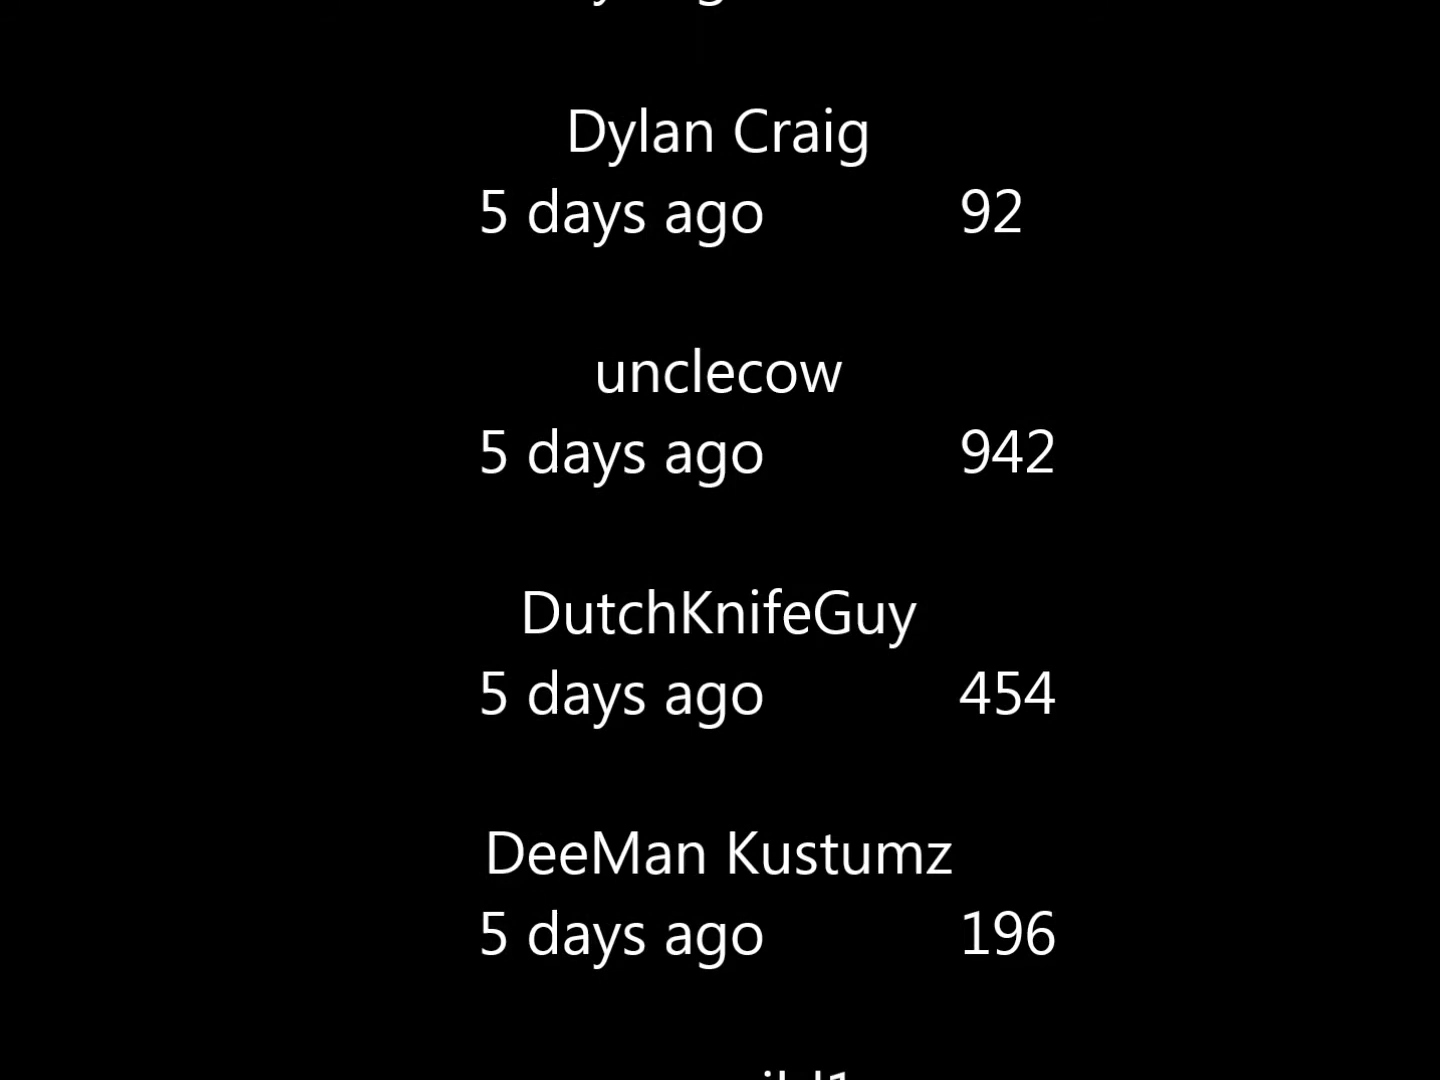 Dylan Craig
5 days ago 92
unclecow
5 days ago 942
DutchKnifeGuy
5 days ago 454
DeeMan Kustumz
5 days ago 196